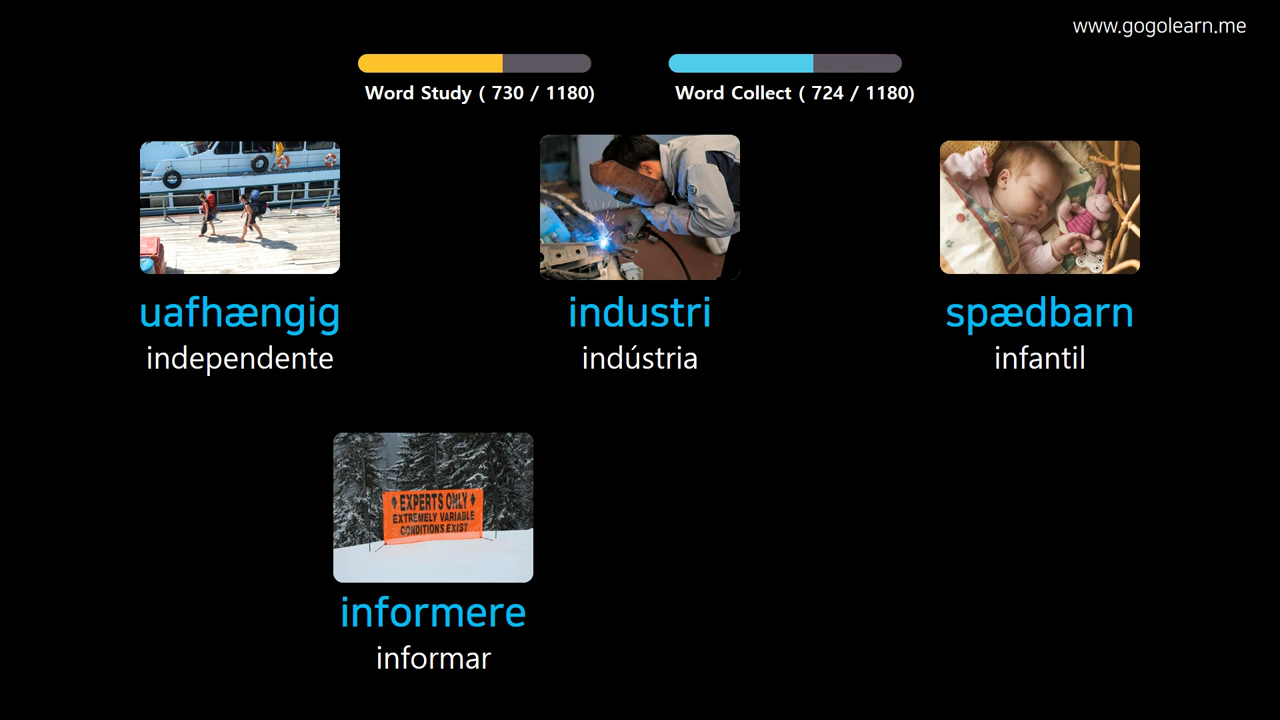 www.gogolearn.me
Word Study ( 730 / 1180)
Word Collect ( 724 / 1180)
uafhængig
independente
industri
indústria
spædbarn
infantil
EXPERTS ONLY
EXTREMELY VARIABLE
CONDITIONS EXIST
informere
informar